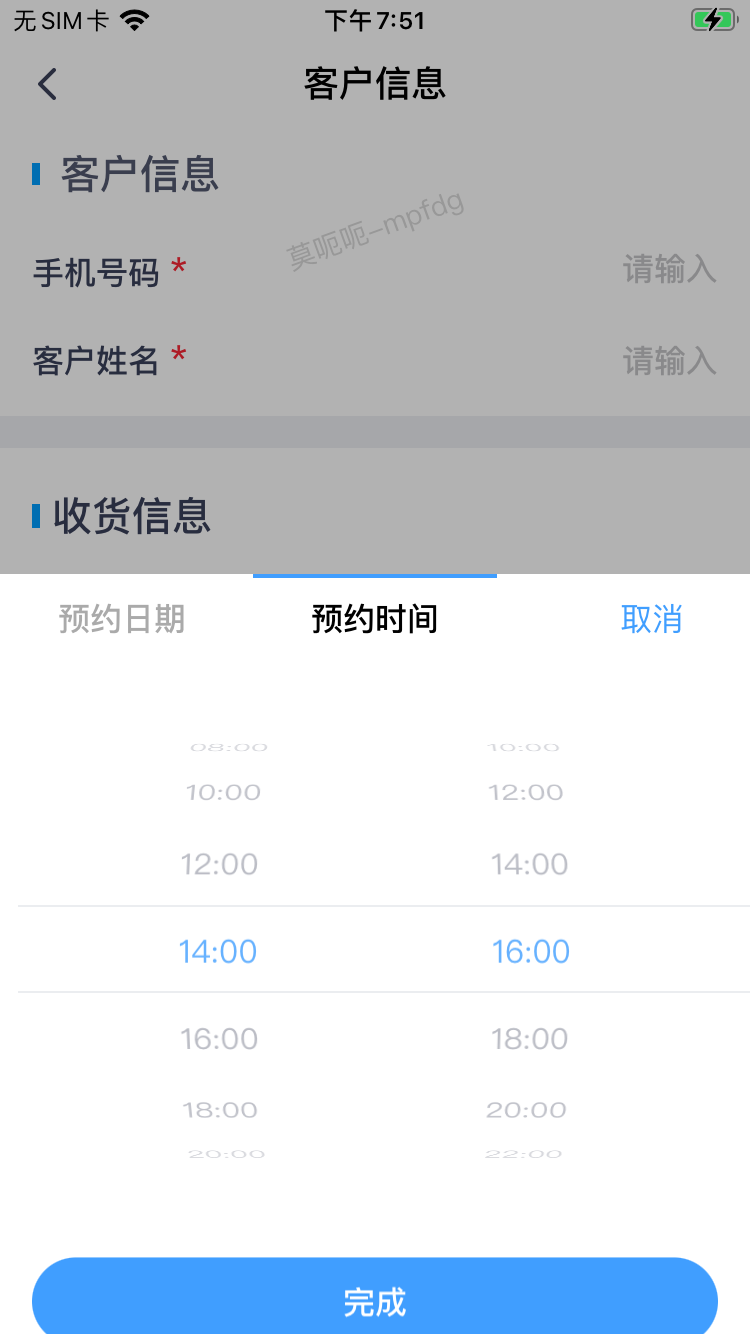 无SIM卡 下午7:51
客户信息
客户信息
莫呃呃-mpfdg
手机号码 * 请输入
客户姓名 * 请输入
收货信息
预约日期 预约时间 取消
08:00 10:00
10:00 12:00
12:00 14:00
14:00 16:00
16:00 18:00
18:00 20:00
20:00 22:00
完成